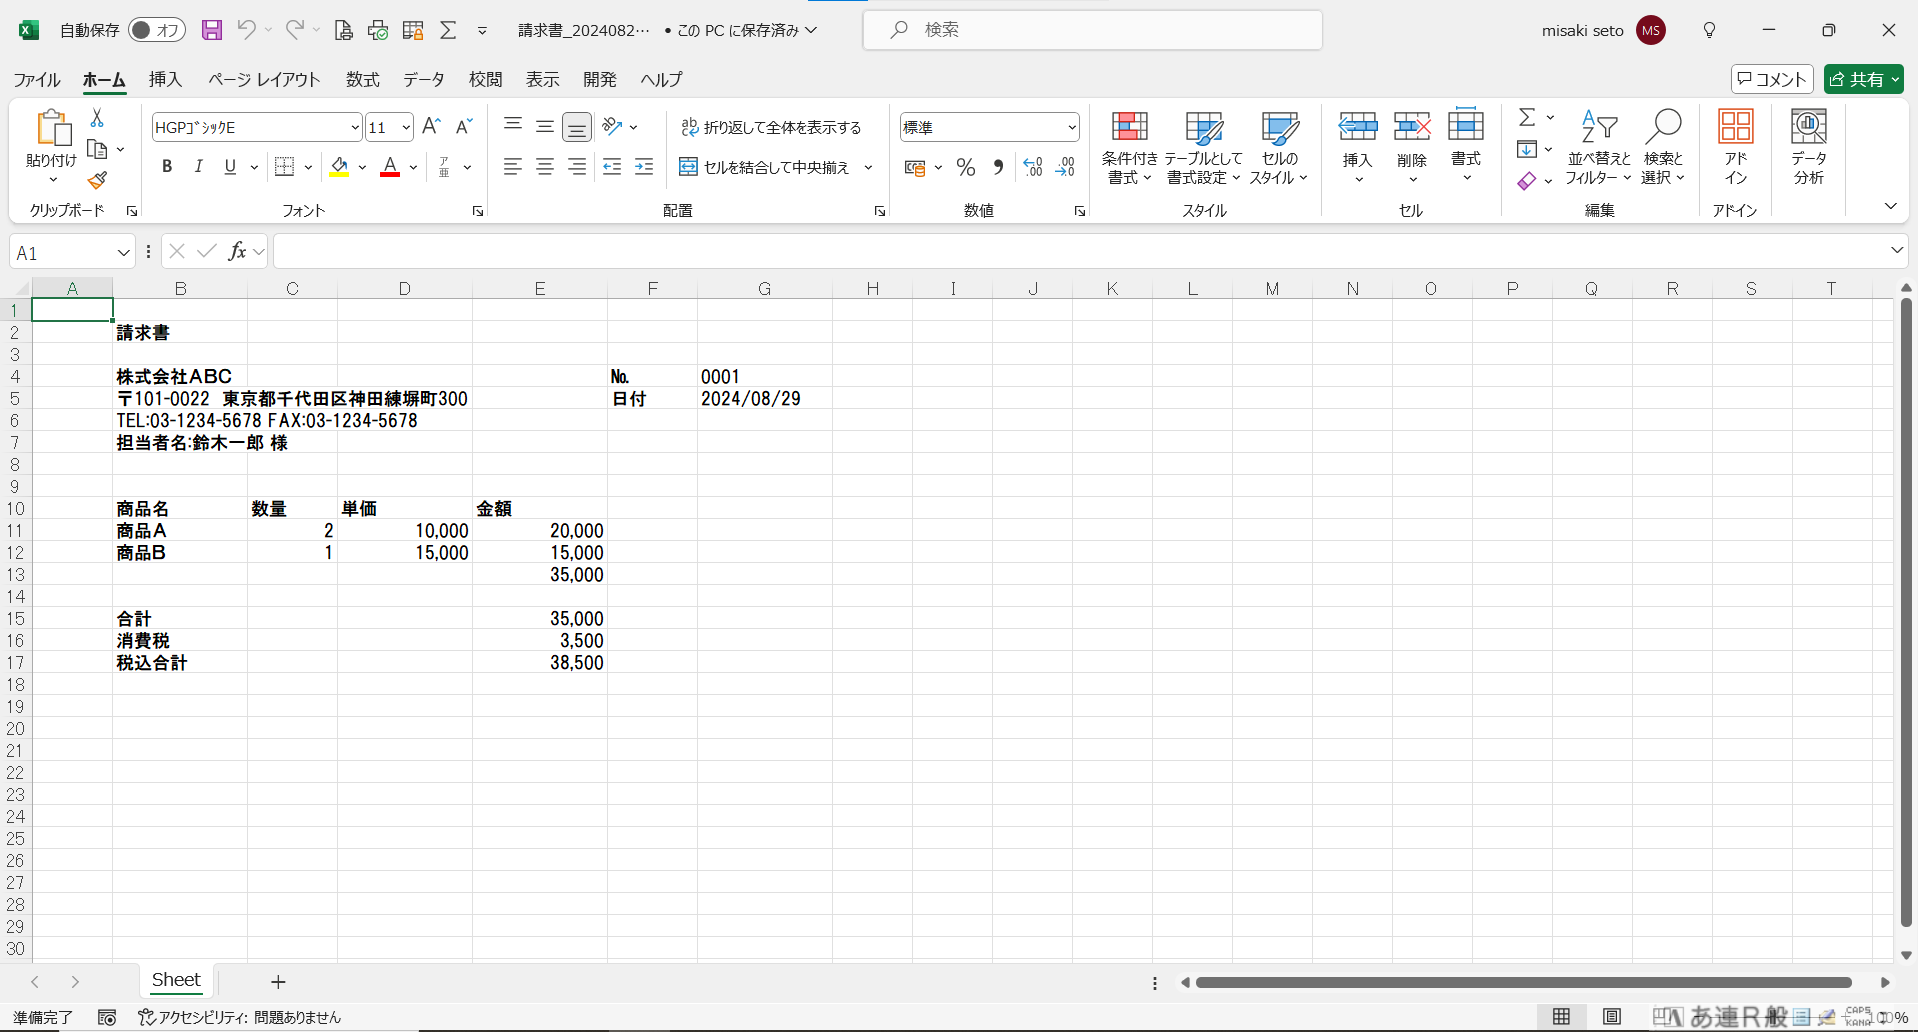 自動保存 オフ 請求書_2024082… • この PC に保存済み 検索 misaki seto MS
ファイル ホーム 挿入 ページ レイアウト 数式 データ 校閲 表示 開発 ヘルプ コメント 共有
貼り付け
クリップボード
HGPｺﾞｼｯｸE 11
B I U A ア亜
フォント
折り返して全体を表示する
セルを結合して中央揃え
配置
標準
% 9 .00 .00 →.0
数値
条件付き書式 テーブルとして書式設定 セルのスタイル
スタイル
挿入 削除 書式
セル
並べ替えとフィルター 検索と選択
編集
アドイン
アドイン
データ分析
A1 fx
A B C D E F G H I J K L M N O P Q R S T
1
2 請求書
3
4 株式会社ABC № 0001
5 〒101-0022 東京都千代田区神田練塀町300 日付 2024/08/29
6 TEL:03-1234-5678 FAX:03-1234-5678
7 担当者名:鈴木一郎 様
8
9
10 商品名 数量 単価 金額
11 商品A 2 10,000 20,000
12 商品B 1 15,000 15,000
13 35,000
14
15 合計 35,000
16 消費税 3,500
17 税込合計 38,500
18
19
20
21
22
23
24
25
26
27
28
29
30
Sheet
準備完了 アクセシビリティ: 問題ありません あ連R般 CAPS KANA